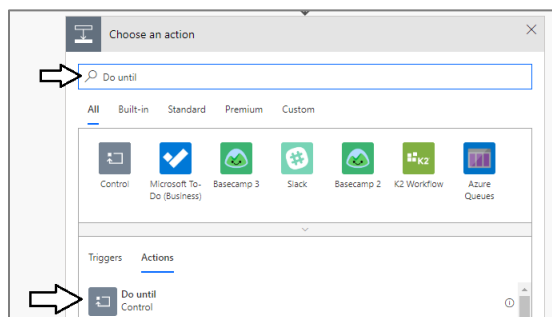 Choose an action
Do until
All Built-in Standard Premium Custom
K2
Control Microsoft To-Do (Business) Basecamp 3 Slack Basecamp 2 K2 Workflow Azure Queues
Triggers Actions
Do until
Control